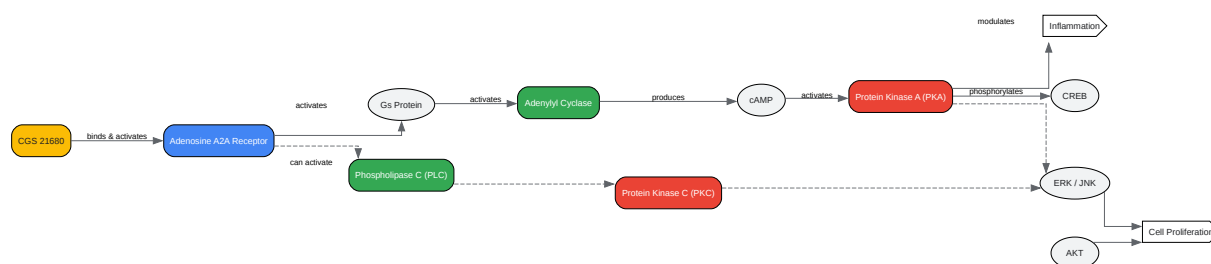 modulates
Inflammation
activates
Gs Protein
activates
Adenylyl Cyclase
produces
cAMP
activates
Protein Kinase A (PKA)
phosphorylates
CREB
CGS 21680
binds & activates
Adenosine A2A Receptor
can activate
Phospholipase C (PLC)
Protein Kinase C (PKC)
ERK / JNK
Cell Proliferation
AKT